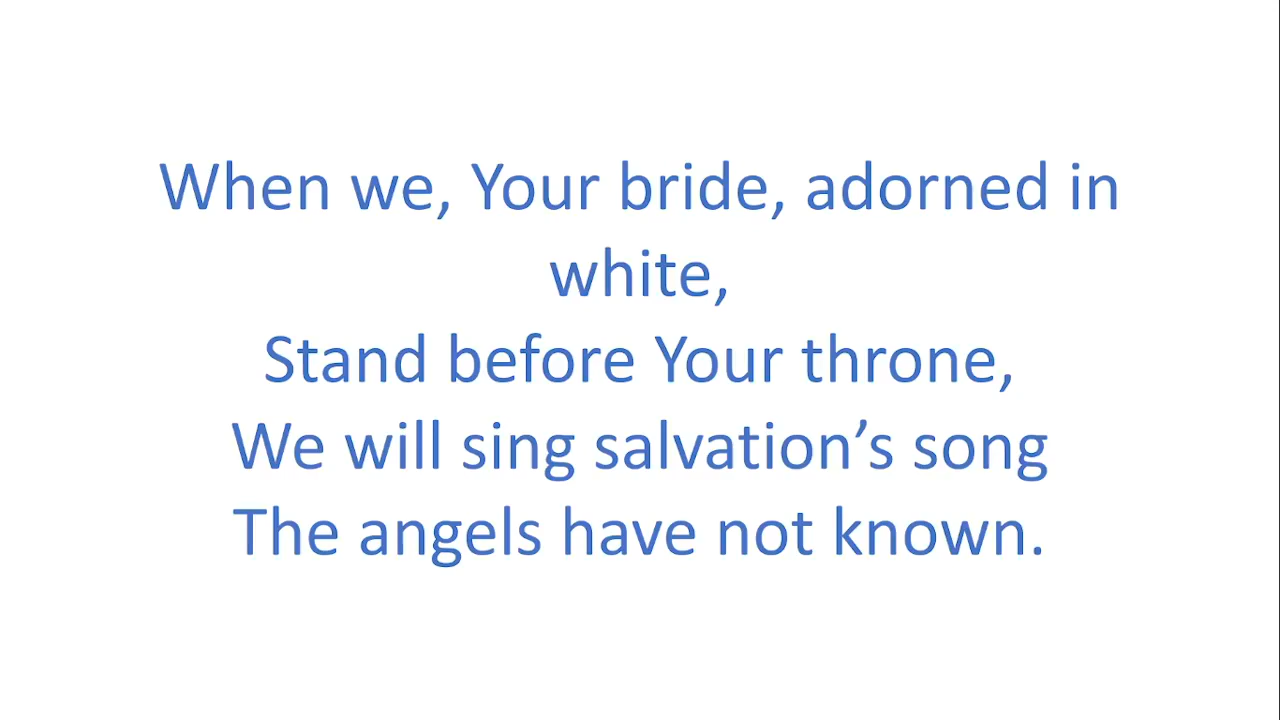 When we, Your bride, adorned in
white,
Stand before Your throne,
We will sing salvation’s song
The angels have not known.